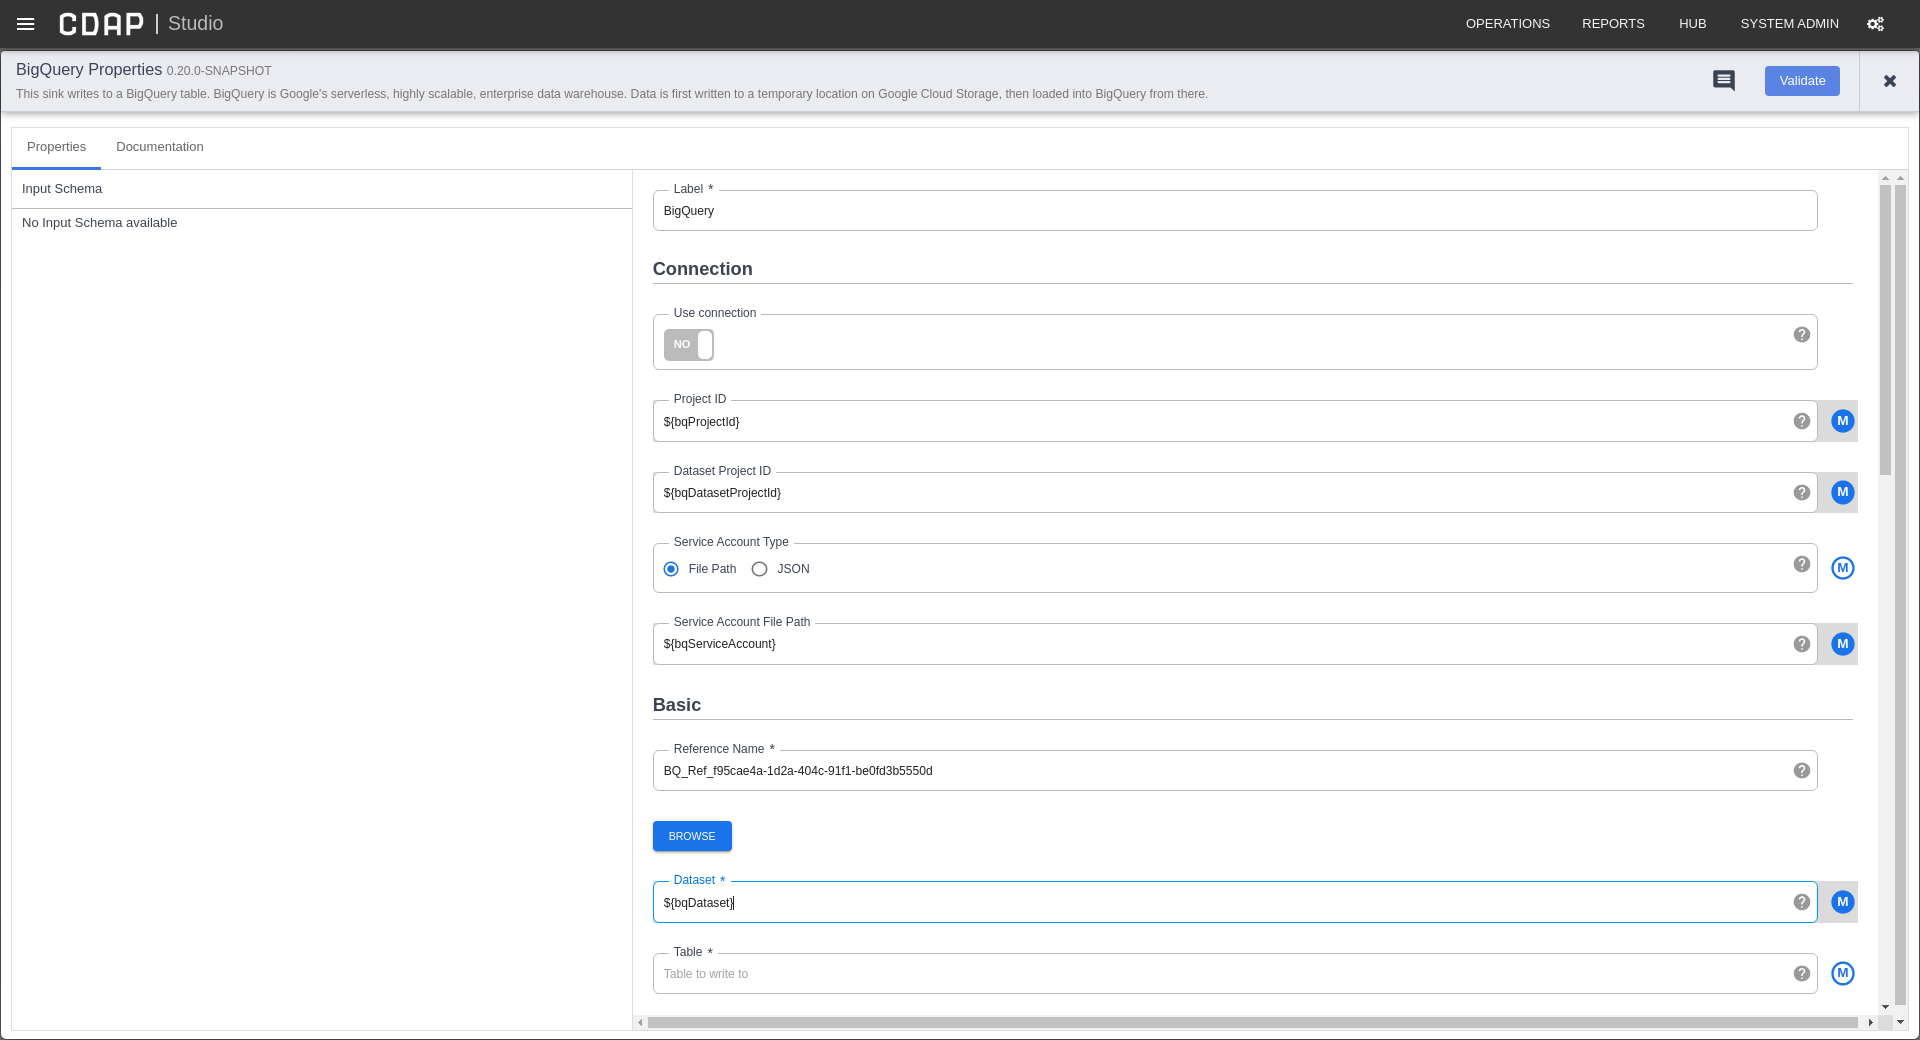 CDAP | Studio
OPERATIONS REPORTS HUB SYSTEM ADMIN
BigQuery Properties 0.20.0-SNAPSHOT
This sink writes to a BigQuery table. BigQuery is Google's serverless, highly scalable, enterprise data warehouse. Data is first written to a temporary location on Google Cloud Storage, then loaded into BigQuery from there.
Validate
Properties Documentation
Input Schema
No Input Schema available
Label *
BigQuery
Connection
Use connection
NO
Project ID
${bqProjectId}
M
Dataset Project ID
${bqDatasetProjectId}
M
Service Account Type
File Path JSON
M
Service Account File Path
${bqServiceAccount}
M
Basic
Reference Name *
BQ_Ref_f95cae4a-1d2a-404c-91f1-be0fd3b5550d
BROWSE
Dataset *
${bqDataset}
M
Table *
Table to write to
M